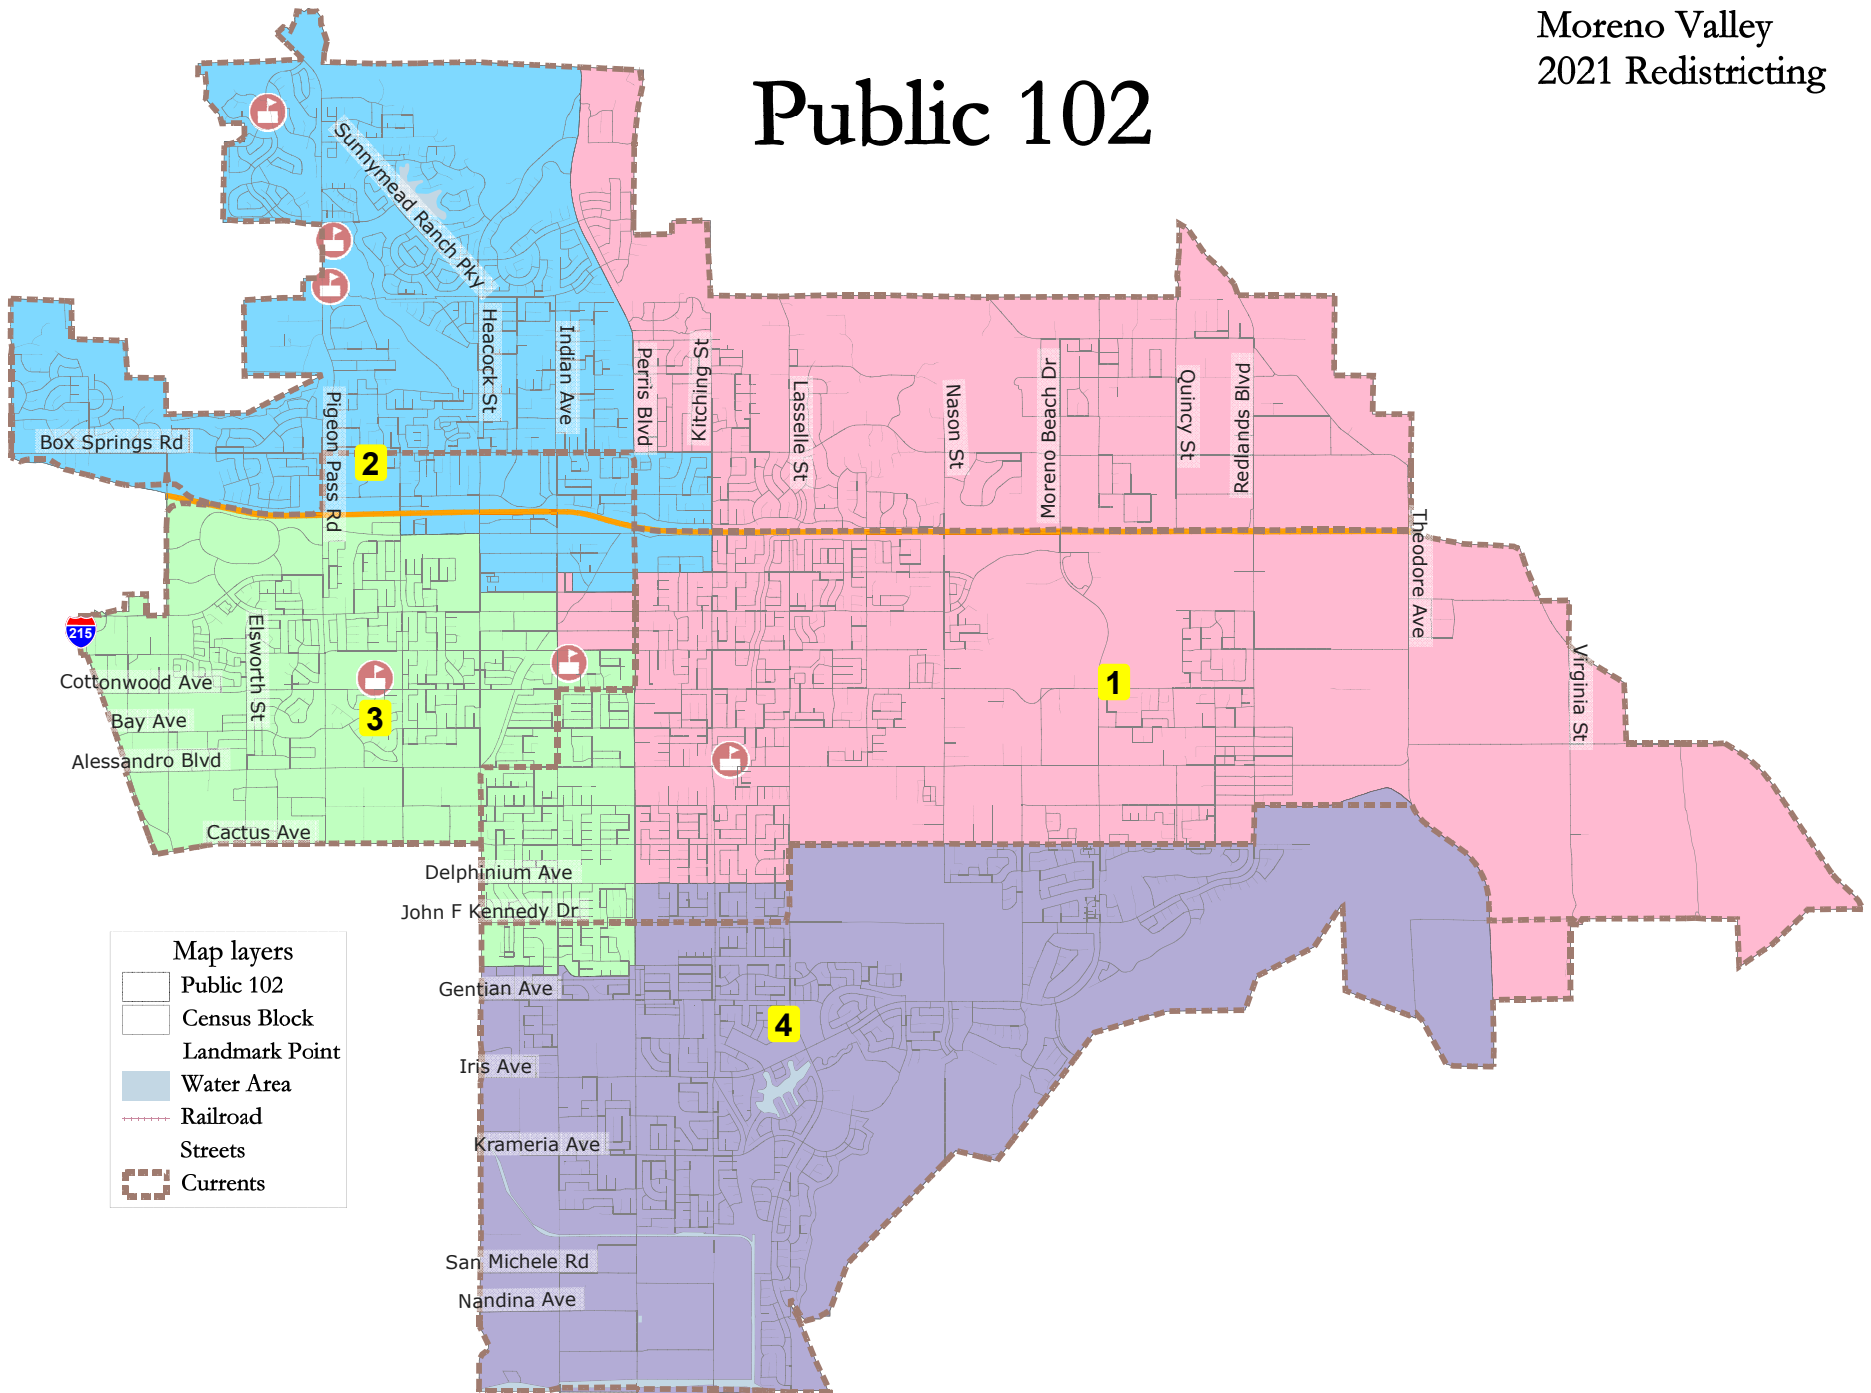 Moreno Valley
2021 Redistricting
Public 102
Sunnymead Ranch Pky
Heacock St
Indian Ave
Perris Blvd
Kitching St
Lasselle St
Nason St
Moreno Beach Dr
Quincy St
Redlands Blvd
Box Springs Rd
Pigeon Pass Rd
2
Theodore Ave
215
Elsworth St
Virginia St
Cottonwood Ave
1
Bay Ave
3
Alessandro Blvd
Cactus Ave
Delphinium Ave
John F Kennedy Dr
Gentian Ave
4
Iris Ave
Krameria Ave
San Michele Rd
Nandina Ave
Map layers
Public 102
Census Block
Landmark Point
Water Area
Railroad
Streets
Currents